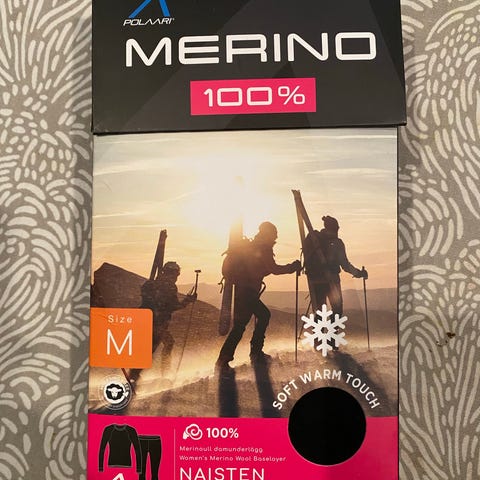 POLAARI
MERINO
100%
Size
M
SOFT WARM TOUCH
100%
Merinoull damunderlägg
Women's Merino Wool Baselayer
NAISTEN